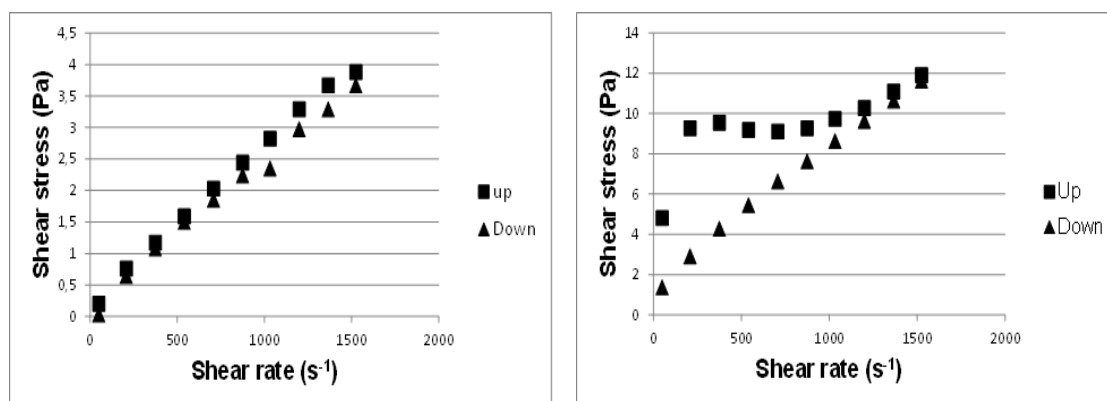 4,5
4
3,5
3
2,5
2
1,5
1
0,5
0
Shear stress (Pa)
0 500 1000 1500 2000
Shear rate (s-1)
up
Down
14
12
10
8
6
4
2
0
Shear stress (Pa)
0 500 1000 1500 2000
Shear rate (s-1)
Up
Down